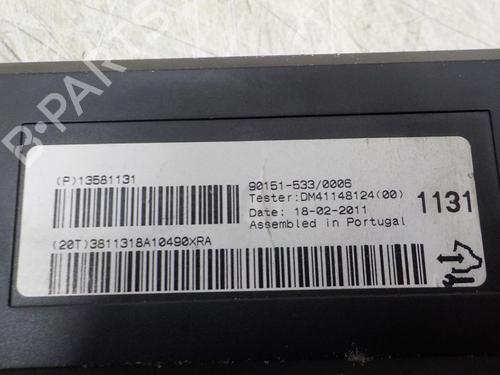 B-PARTS
(P)13581131
90151-533/0006
Tester:DM41148124(00)
Date: 18-02-2011
Assembled in Portugal
1131
(20T)3811318A10490XRA